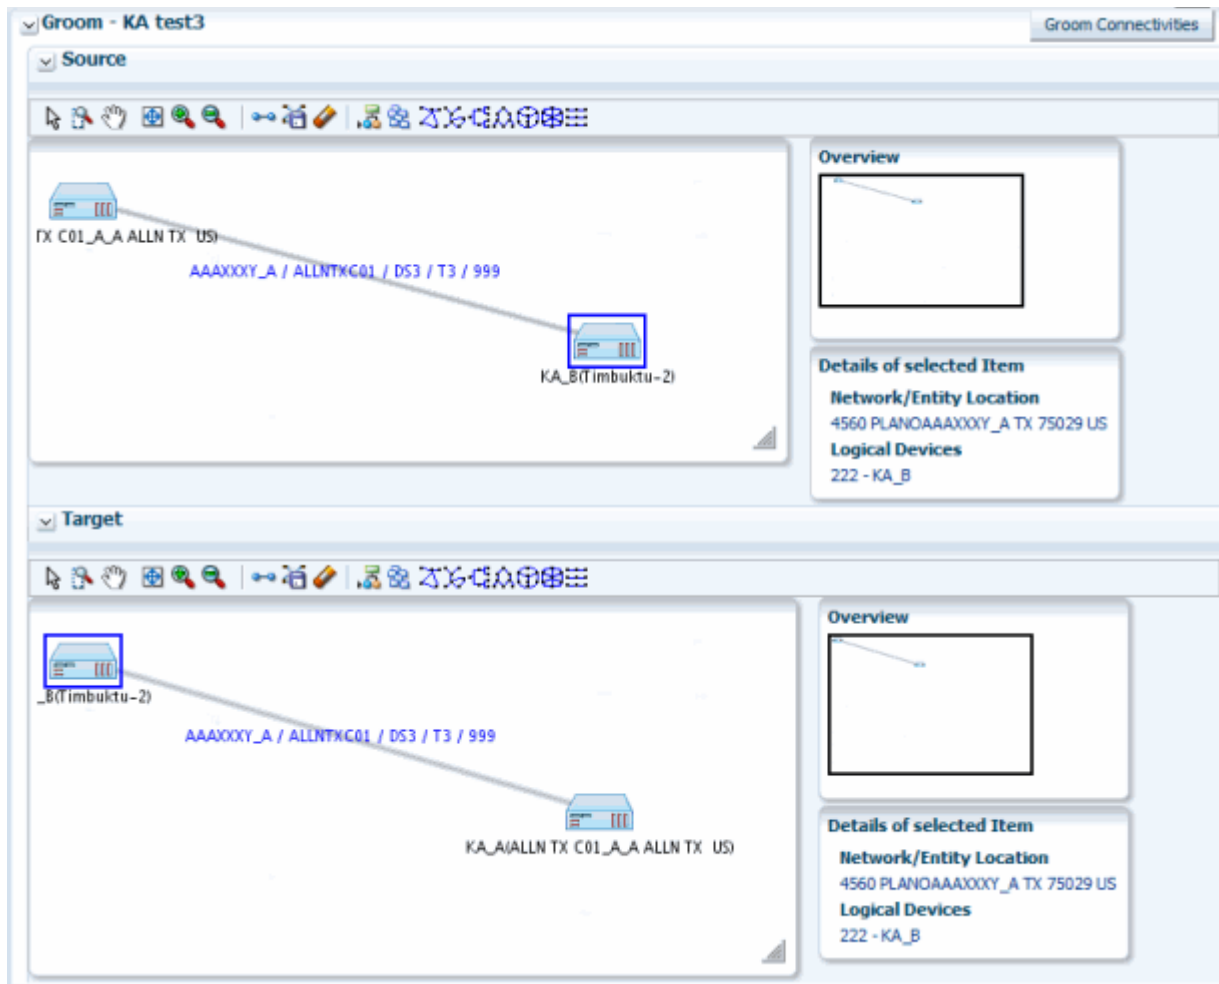 Groom - KA test3
Groom Connectivities
Source
TX C01_A_A ALLN TX  US)
AAAXXXY_A / ALLNTXC01 / DS3 / T3 / 999
KA_B(Timbuktu-2)
Overview
Details of selected Item
Network/Entity Location
4560 PLANOAAAXXXY_A TX 75029 US
Logical Devices
222 - KA_B
Target
_B(Timbuktu-2)
AAAXXXY_A / ALLNTXC01 / DS3 / T3 / 999
KA_A(ALLN TX C01_A_A ALLN TX  US)
Overview
Details of selected Item
Network/Entity Location
4560 PLANOAAAXXXY_A TX 75029 US
Logical Devices
222 - KA_B